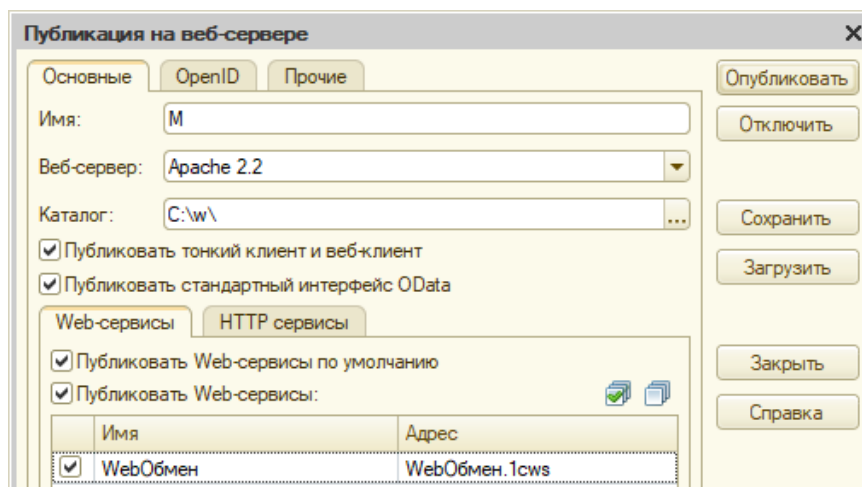 Публикация на веб-сервере
Основные OpenID Прочие
Опубликовать
Имя: М
Отключить
Веб-сервер: Apache 2.2
Каталог: C:\w\ ...
Сохранить
Публиковать тонкий клиент и веб-клиент
Загрузить
Публиковать стандартный интерфейс OData
Web-сервисы HTTP сервисы
Публиковать Web-сервисы по умолчанию
Закрыть
Публиковать Web-сервисы:
Справка
Имя Адрес
WebОбмен WebОбмен.1cws